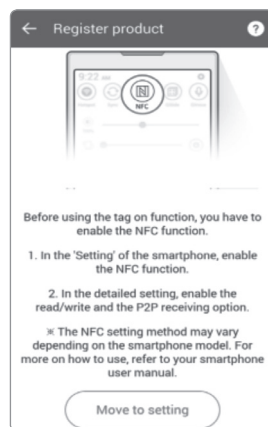 ← Register product ?
9:22 AM
NFC
Before using the tag on function, you have to
enable the NFC function.
1. In the 'Setting' of the smartphone, enable
the NFC function.
2. In the detailed setting, enable the
read/write and the P2P receiving option.
※ The NFC setting method may vary
depending on the smartphone model. For
more on how to use, refer to your smartphone
user manual.
Move to setting